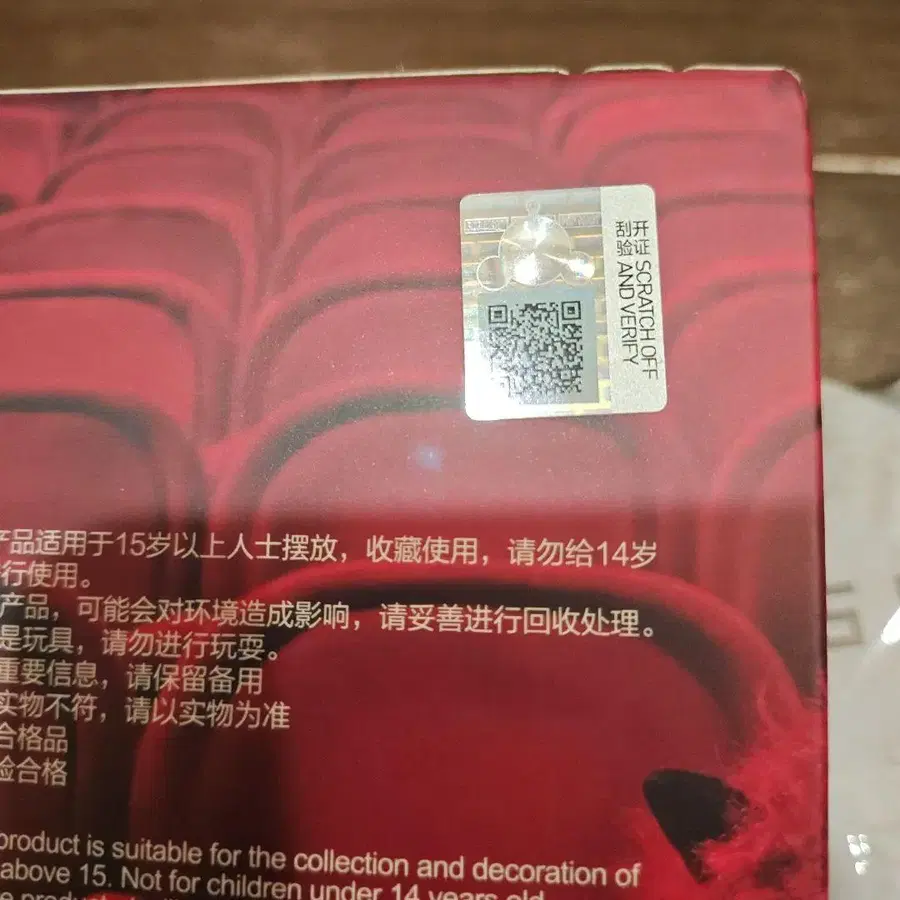 刮开
验证
SCRATCH OFF
AND VERIFY
产品适用于15岁以上人士摆放，收藏使用，请勿给14岁
行使用。
产品，可能会对环境造成影响，请妥善进行回收处理。
是玩具，请勿进行玩耍。
重要信息，请保留备用
实物不符，请以实物为准
合格品
验合格
product is suitable for the collection and decoration of
above 15. Not for children under 14 years old